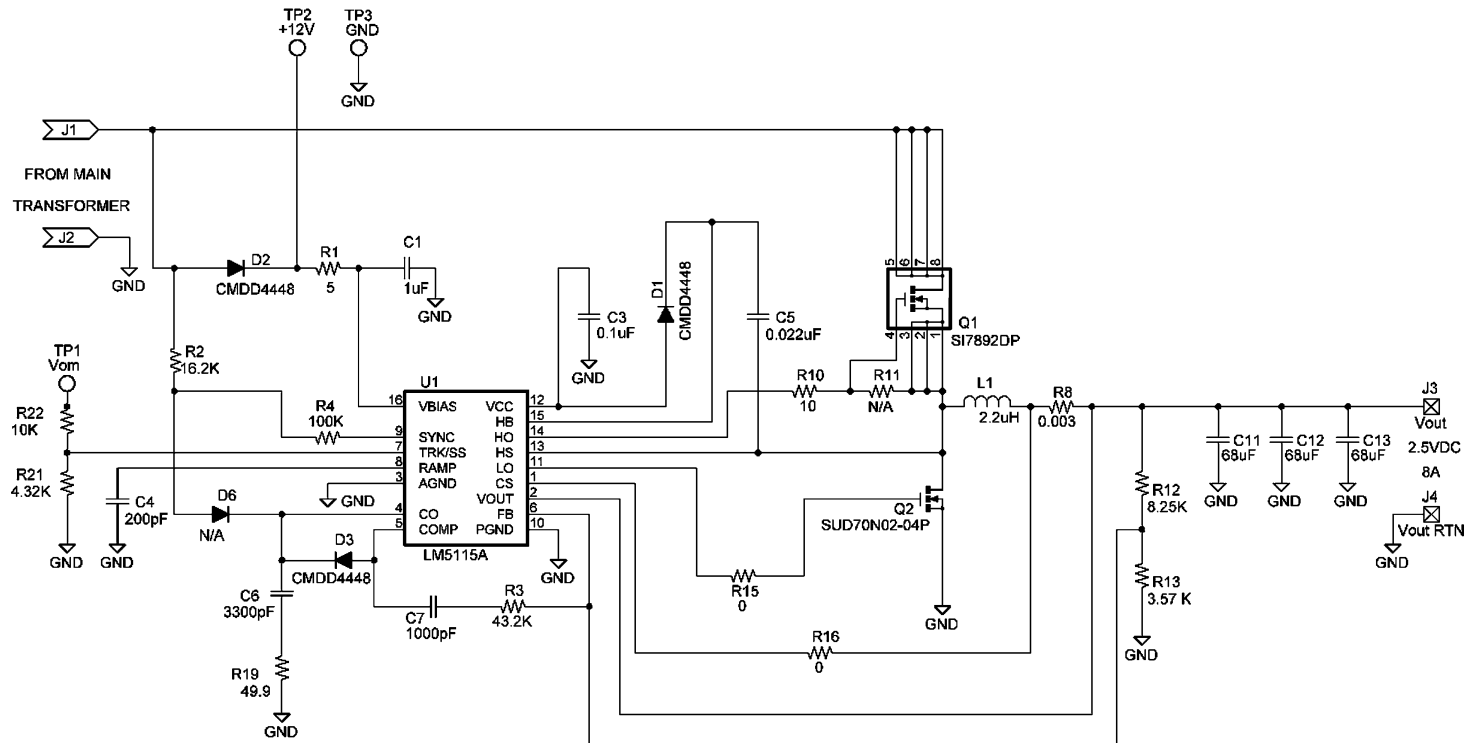 TP2
+12V
TP3
GND
GND
J1
FROM MAIN
TRANSFORMER
J2
GND
D2
CMDD4448
R1
5
C1
1uF
GND
C3
0.1uF
GND
D1
CMDD4448
C5
0.022uF
5
6
7
8
4
3
2
1
Q1
SI7892DP
TP1
Vom
R2
16.2K
R22
10K
R4
100K
R21
4.32K
GND
C4
200pF
GND
U1
16
VBIAS
9
SYNC
7
TRK/SS
8
RAMP
3
AGND
4
CO
5
COMP
VCC
12
HB
15
HO
14
HS
13
LO
11
CS
1
VOUT
2
FB
6
PGND
10
LM5115A
GND
GND
D6
N/A
D3
CMDD4448
C6
3300pF
C7
1000pF
R3
43.2K
R19
49.9
GND
R10
10
R11
N/A
L1
2.2uH
R8
0.003
Q2
SUD70N02-04P
GND
R15
0
R16
0
C11
68uF
GND
C12
68uF
GND
C13
68uF
GND
R12
8.25K
R13
3.57 K
GND
J3
Vout
2.5VDC
8A
J4
Vout RTN
GND